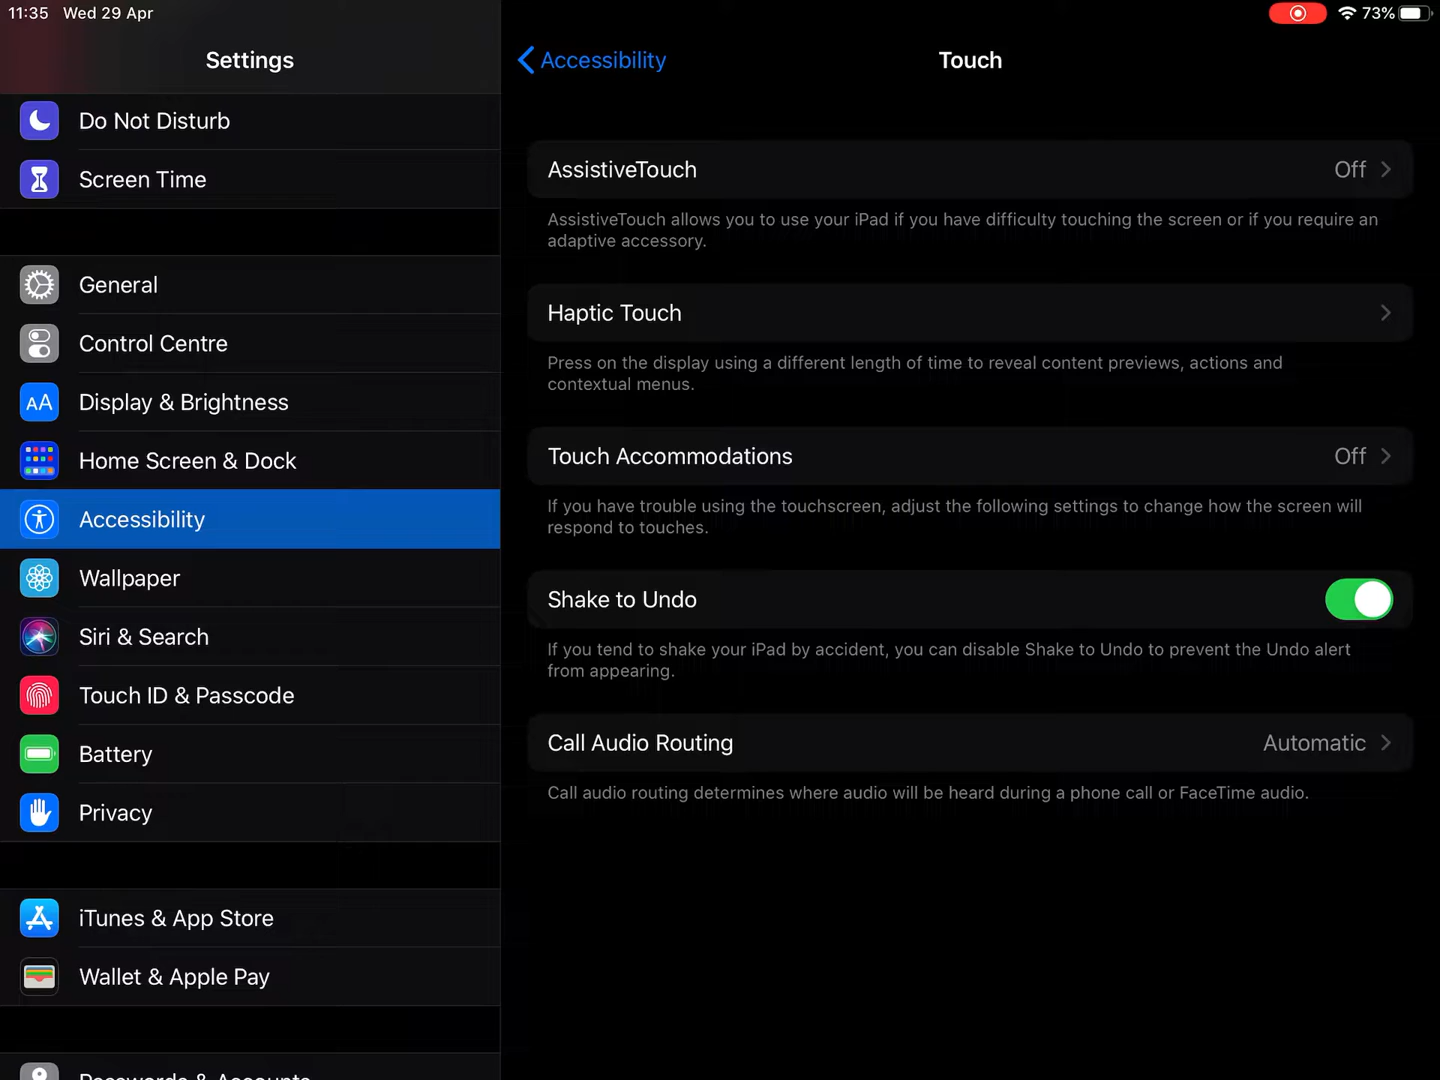 11:35 Wed 29 Apr
73%
Settings
Do Not Disturb
Screen Time
General
Control Centre
Display & Brightness
AA
Home Screen & Dock
Accessibility
Wallpaper
Siri & Search
Touch ID & Passcode
Battery
Privacy
iTunes & App Store
Wallet & Apple Pay
Passwords & Accounts
Accessibility
Touch
AssistiveTouch Off
AssistiveTouch allows you to use your iPad if you have difficulty touching the screen or if you require an
adaptive accessory.
Haptic Touch
Press on the display using a different length of time to reveal content previews, actions and
contextual menus.
Touch Accommodations Off
If you have trouble using the touchscreen, adjust the following settings to change how the screen will
respond to touches.
Shake to Undo
If you tend to shake your iPad by accident, you can disable Shake to Undo to prevent the Undo alert
from appearing.
Call Audio Routing Automatic
Call audio routing determines where audio will be heard during a phone call or FaceTime audio.